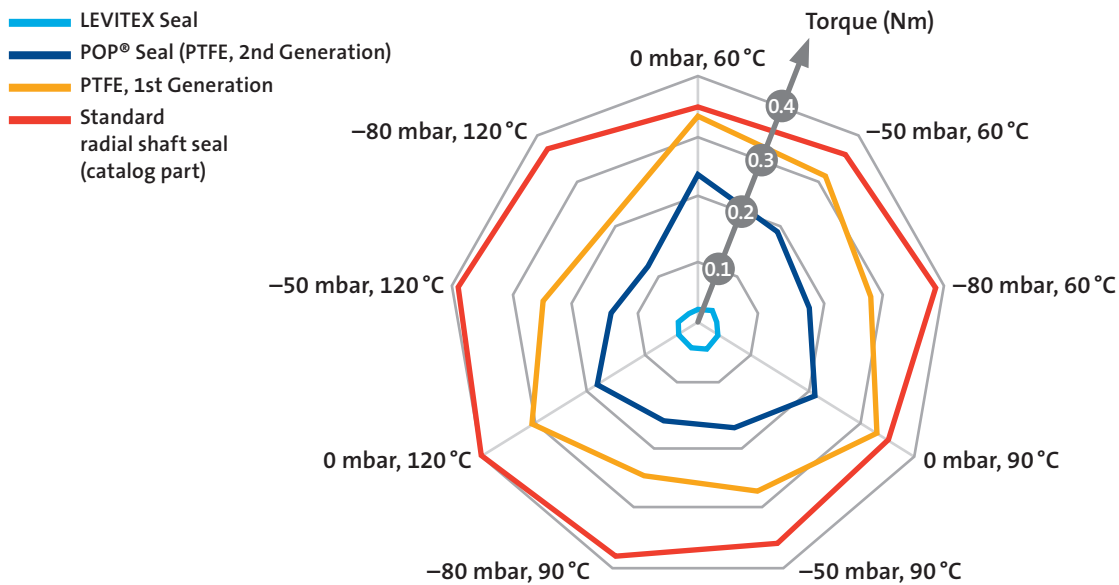 LEVITEX Seal
POP® Seal (PTFE, 2nd Generation)
PTFE, 1st Generation
Standard
radial shaft seal
(catalog part)
Torque (Nm)
0 mbar, 60 °C
−50 mbar, 60 °C
−80 mbar, 60 °C
0 mbar, 90 °C
−50 mbar, 90 °C
−80 mbar, 90 °C
0 mbar, 120 °C
−50 mbar, 120 °C
−80 mbar, 120 °C
0.4
0.3
0.2
0.1